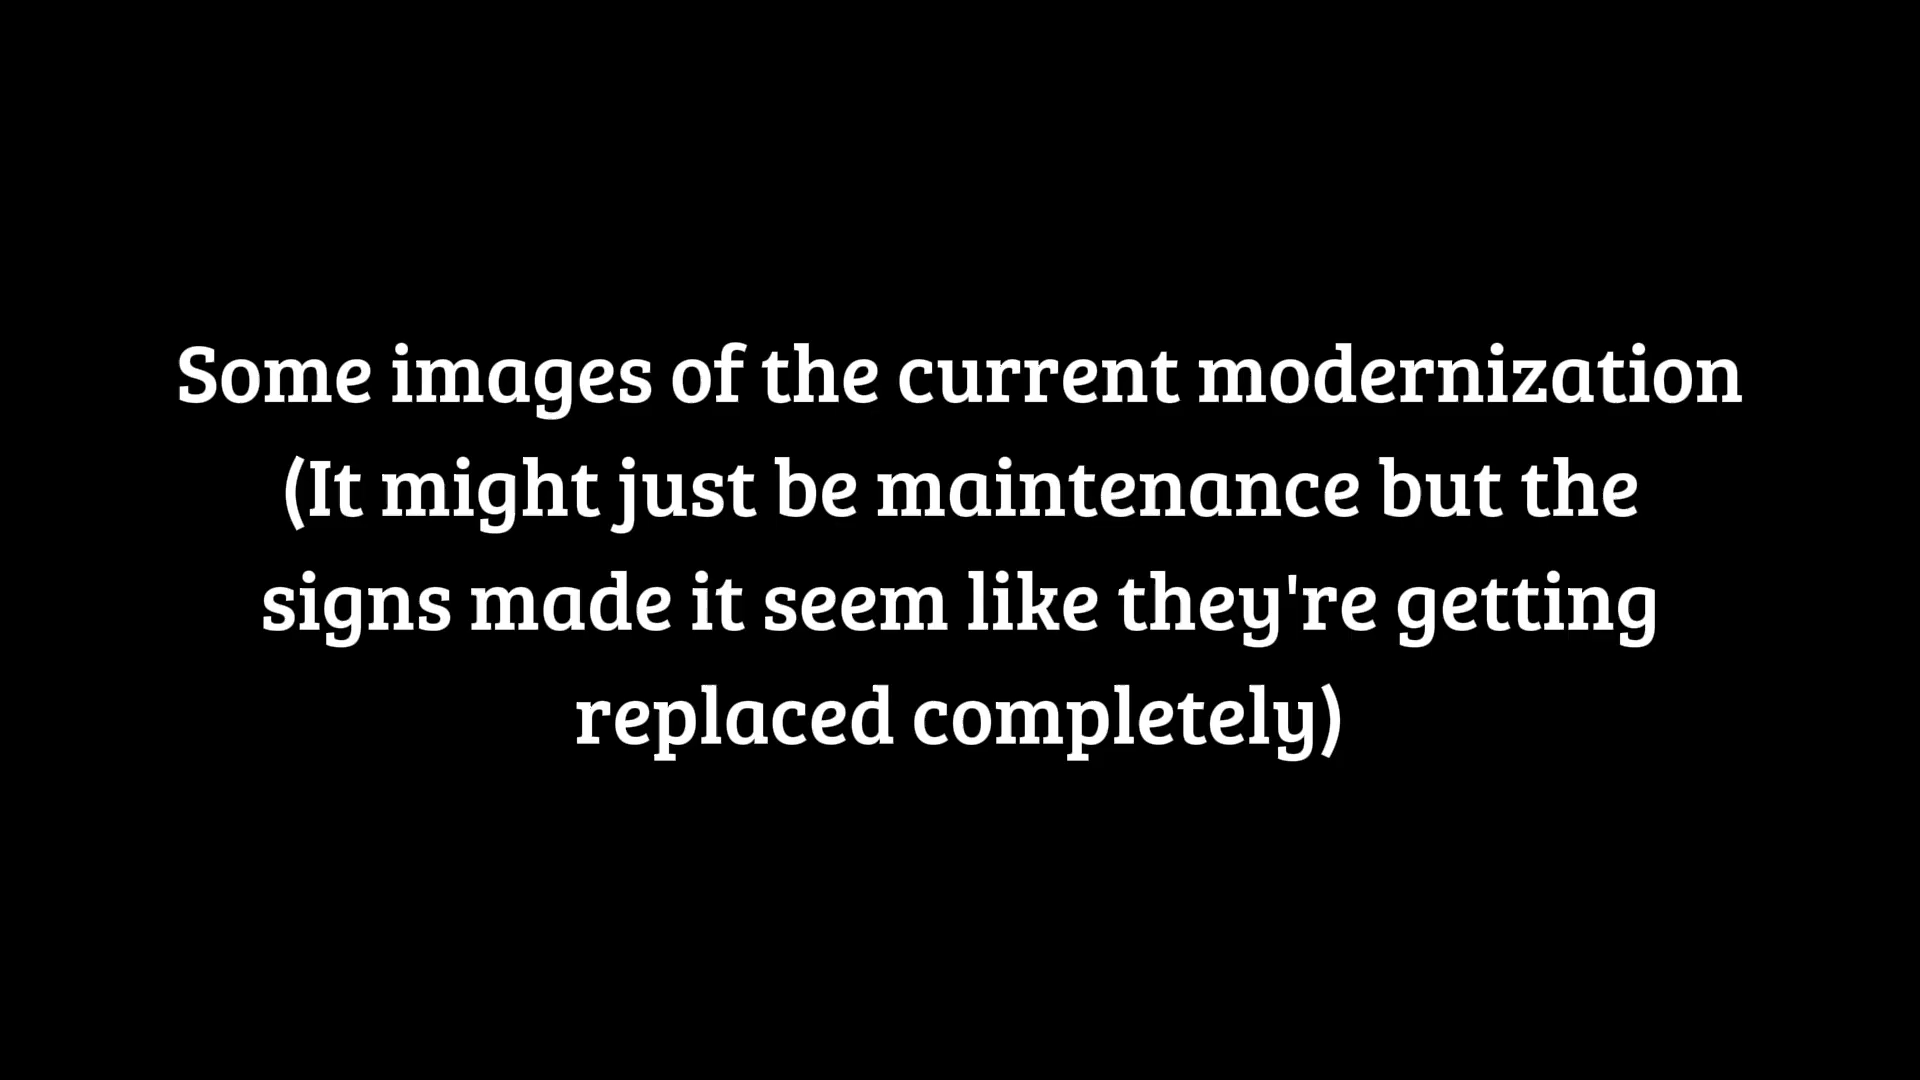 Some images of the current modernization
(It might just be maintenance but the
signs made it seem like they're getting
replaced completely)